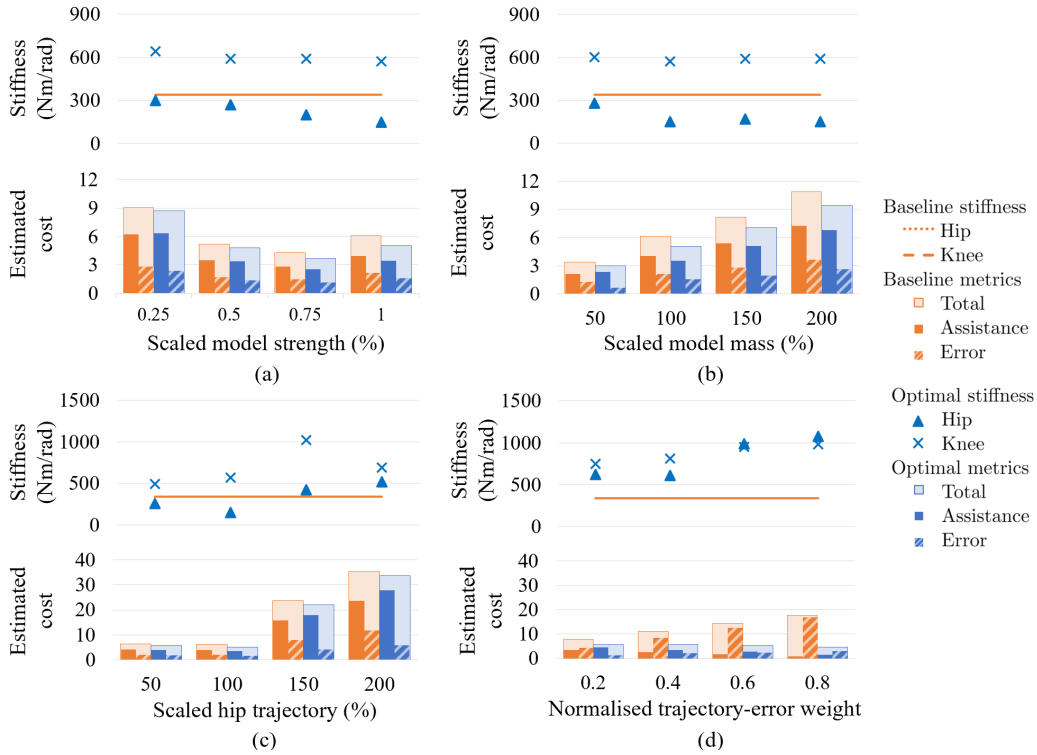 900
600
300
0
Stiffness
(Nm/rad)
12
9
6
3
0
Estimated
cost
0.25 0.5 0.75 1
Scaled model strength (%)
(a)
900
600
300
0
Stiffness
(Nm/rad)
12
9
6
3
0
Estimated
cost
50 100 150 200
Scaled model mass (%)
(b)
1500
1000
500
0
Stiffness
(Nm/rad)
40
30
20
10
0
Estimated
cost
50 100 150 200
Scaled hip trajectory (%)
(c)
1500
1000
500
0
Stiffness
(Nm/rad)
40
30
20
10
0
Estimated
cost
0.2 0.4 0.6 0.8
Normalised trajectory-error weight
(d)
Baseline stiffness
Hip
Knee
Baseline metrics
Total
Assistance
Error
Optimal stiffness
Hip
Knee
Optimal metrics
Total
Assistance
Error